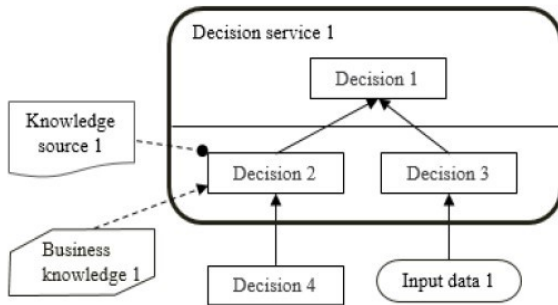 Decision service 1
Decision 1
Knowledge
source 1
Decision 2
Decision 3
Business
knowledge 1
Decision 4
Input data 1